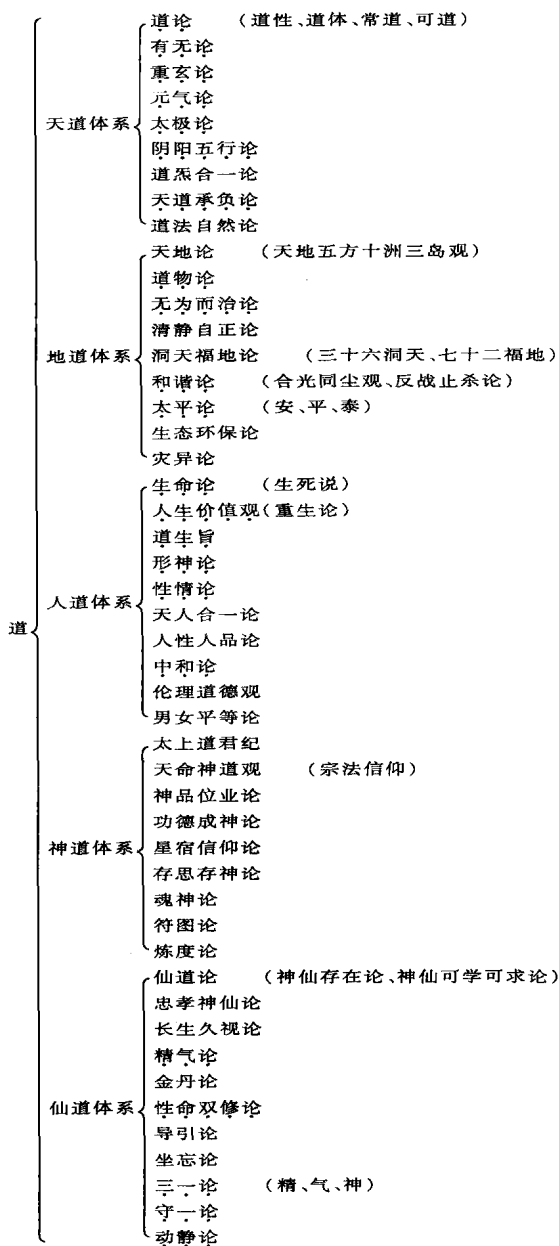 道论 （道性、道体、常道、可道）
有无论
重玄论
元气论
天道体系 太极论
阴阳五行论
道炁合一论
天道承负论
道法自然论
天地论 （天地五方十洲三岛观）
道物论
无为而治论
清静自正论
地道体系 洞天福地论 （三十六洞天、七十二福地）
和谐论 （合光同尘观、反战止杀论）
太平论 （安、平、泰）
生态环保论
灾异论
生命论 （生死说）
人生价值观（重生论）
道生旨
形神论
性情论
人道体系 天人合一论
道 人性人品论
中和论
伦理道德观
男女平等论
太上道君纪
天命神道观 （宗法信仰）
神品位业论
功德成神论
神道体系 星宿信仰论
存思存神论
魂神论
符图论
炼度论
仙道论 （神仙存在论、神仙可学可求论）
忠孝神仙论
长生久视论
精气论
金丹论
仙道体系 性命双修论
导引论
坐忘论
三一论 （精、气、神）
守一论
动静论